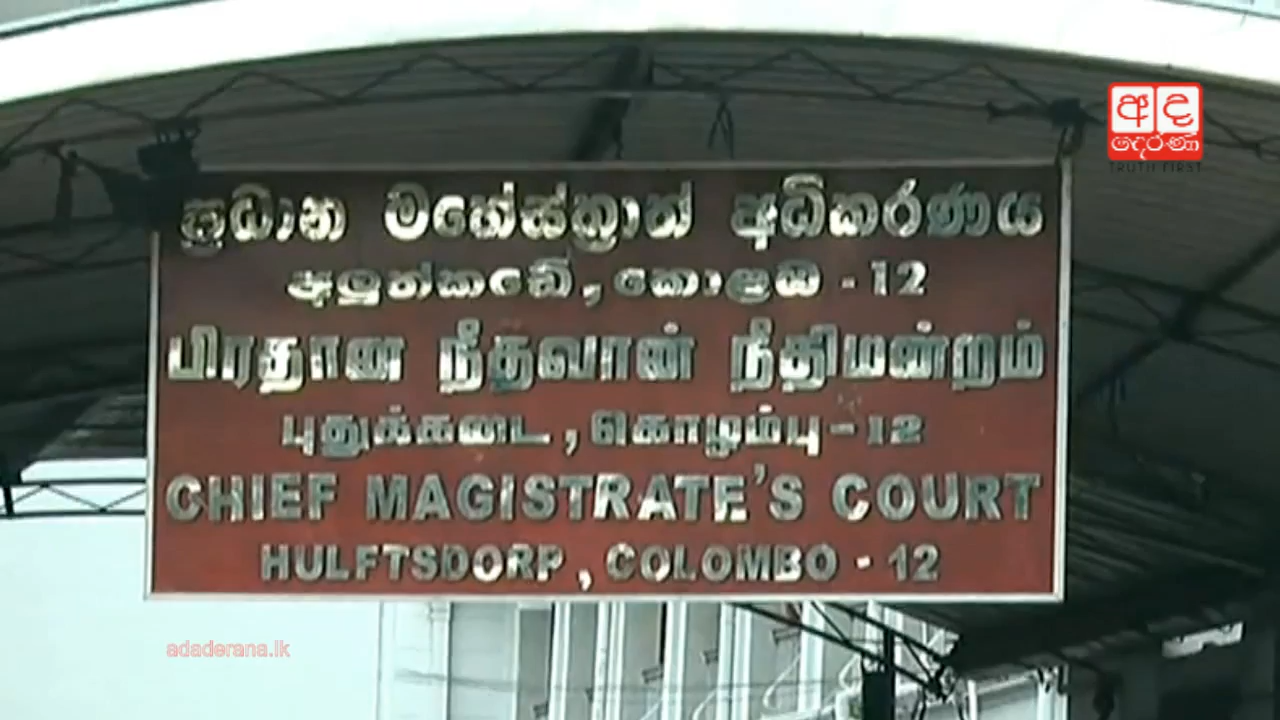 අද
දෙරණ
TRUTH FIRST
ප්‍රධාන මහේස්ත්‍රාත් අධිකරණය
අලුත්කඩේ, කොළඹ - 12
பிரதான நீதவான் நீதிமன்றம்
புதுக்கடை, கொழும்பு - 12
CHIEF MAGISTRATE'S COURT
HULFTSDORP, COLOMBO - 12
adaderana.lk